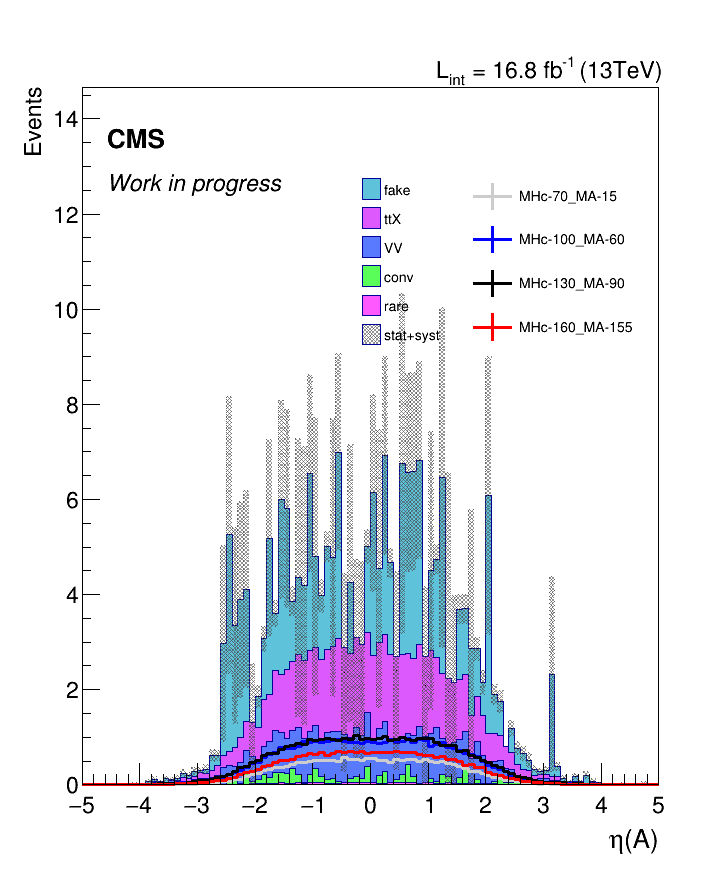 L_int = 16.8 fb^-1 (13TeV)
Events
CMS
Work in progress
fake
ttX
VV
conv
rare
stat+syst
MHc-70_MA-15
MHc-100_MA-60
MHc-130_MA-90
MHc-160_MA-155
14
12
10
8
6
4
2
0
−5 −4 −3 −2 −1 0 1 2 3 4 5
η(A)